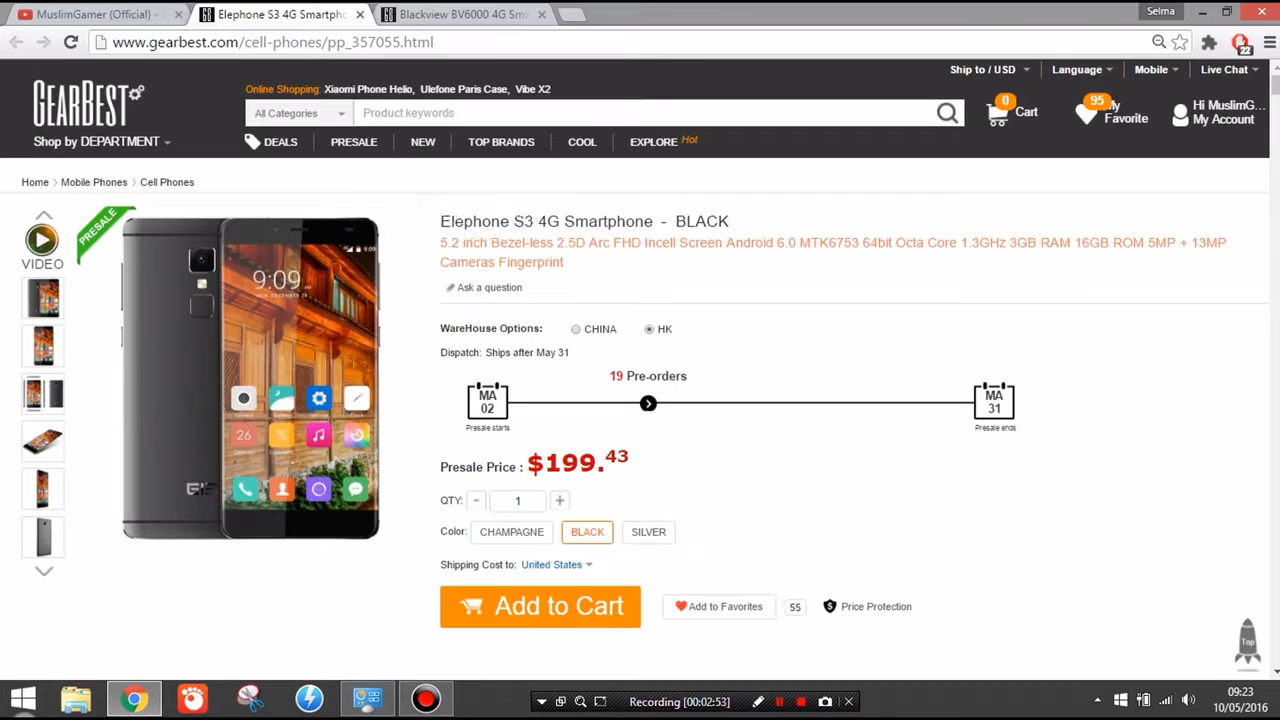 MuslimGamer (Official) -
Elephone S3 4G Smartpho
Blackview BV6000 4G Sma
Selma
www.gearbest.com/cell-phones/pp_357055.html
22
Ship to / USD
Language
Mobile
Live Chat
GEARBEST
Online Shopping: Xiaomi Phone Helio, Ulefone Paris Case, Vibe X2
All Categories
Product keywords
0
Cart
95
My Favorite
Hi MuslimG...
My Account
Shop by DEPARTMENT
DEALS
PRESALE
NEW
TOP BRANDS
COOL
EXPLORE
Hot
Home
Mobile Phones
Cell Phones
PRESALE
VIDEO
9:09
9:09
26
Elephone S3 4G Smartphone - BLACK
5.2 inch Bezel-less 2.5D Arc FHD Incell Screen Android 6.0 MTK6753 64bit Octa Core 1.3GHz 3GB RAM 16GB ROM 5MP + 13MP
Cameras Fingerprint
Ask a question
WareHouse Options:
CHINA
HK
Dispatch: Ships after May 31
19 Pre-orders
MA
02
Presale starts
MA
31
Presale ends
Presale Price : $199.43
QTY:
-
1
+
Color:
CHAMPAGNE
BLACK
SILVER
Shipping Cost to: United States
Add to Cart
Add to Favorites
55
Price Protection
Top
Recording [00:02:53]
09:23
10/05/2016